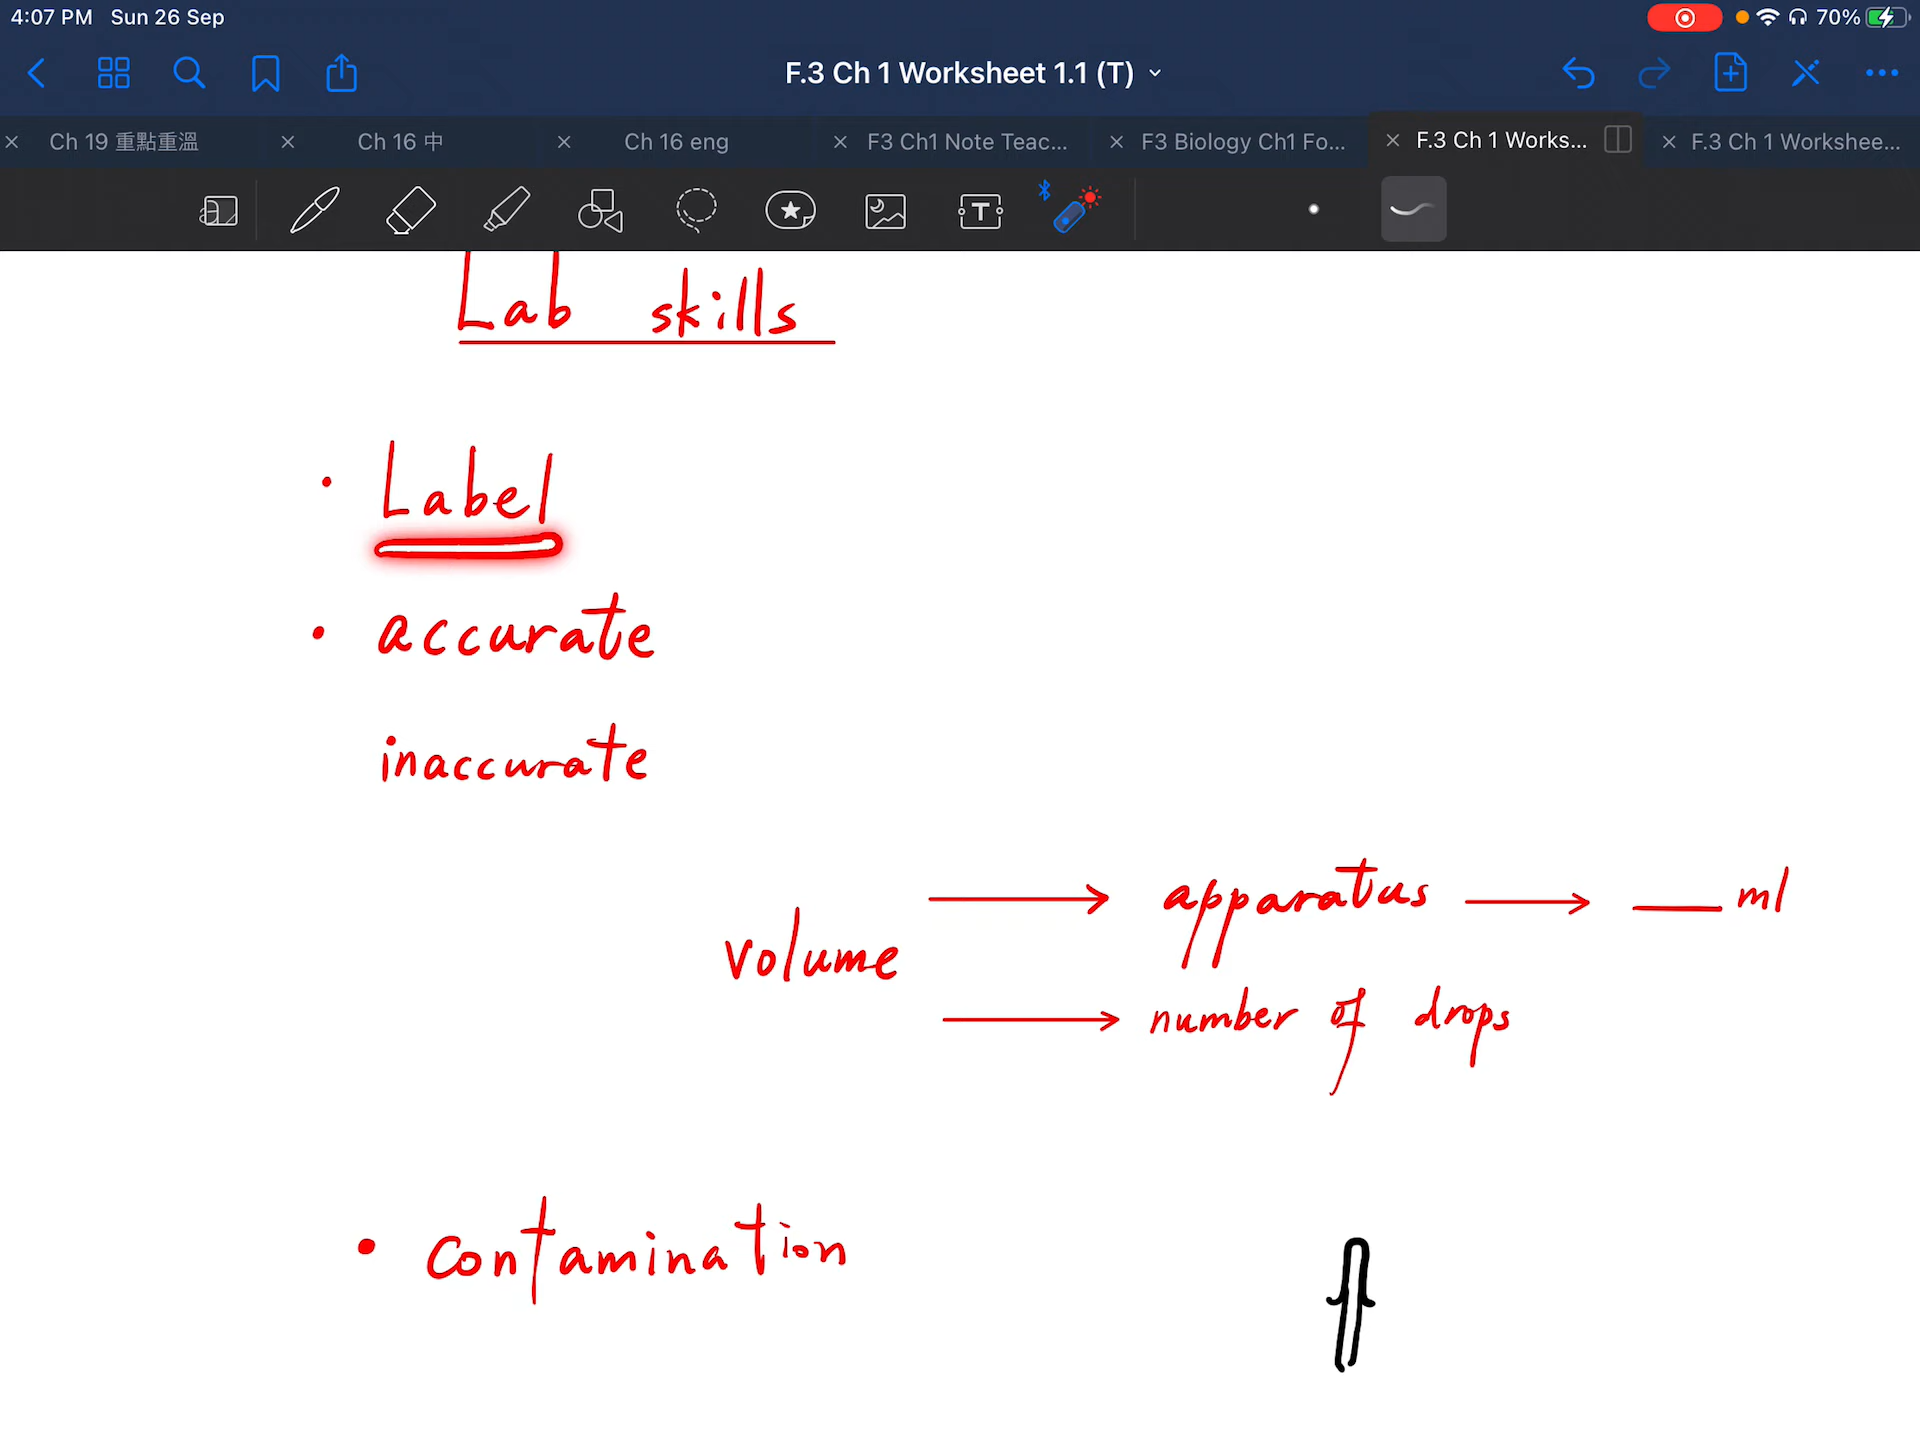 4:07 PM Sun 26 Sep 70%
F.3 Ch 1 Worksheet 1.1 (T)
Ch 19 重點重溫 Ch 16 中 Ch 16 eng F3 Ch1 Note Teac... F3 Biology Ch1 Fo... F.3 Ch 1 Works... F.3 Ch 1 Workshee...
T
Lab skills
• Label
• accurate
inaccurate
volume → apparatus → ___ ml
→ number of drops
• contamination